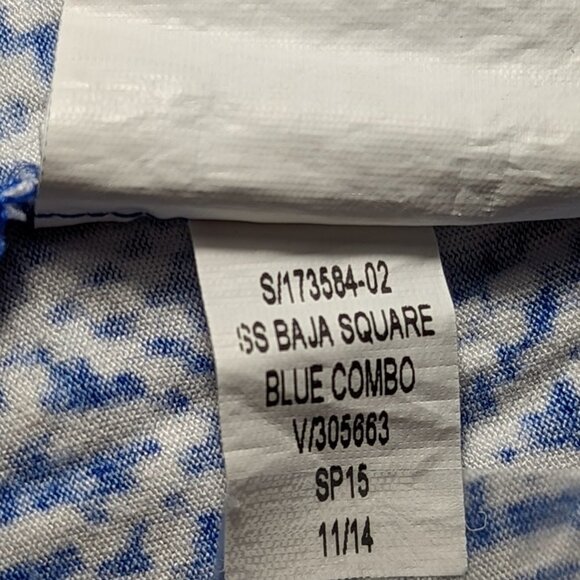 S/173584-02
SS BAJA SQUARE
BLUE COMBO
V/305663
SP15
11/14